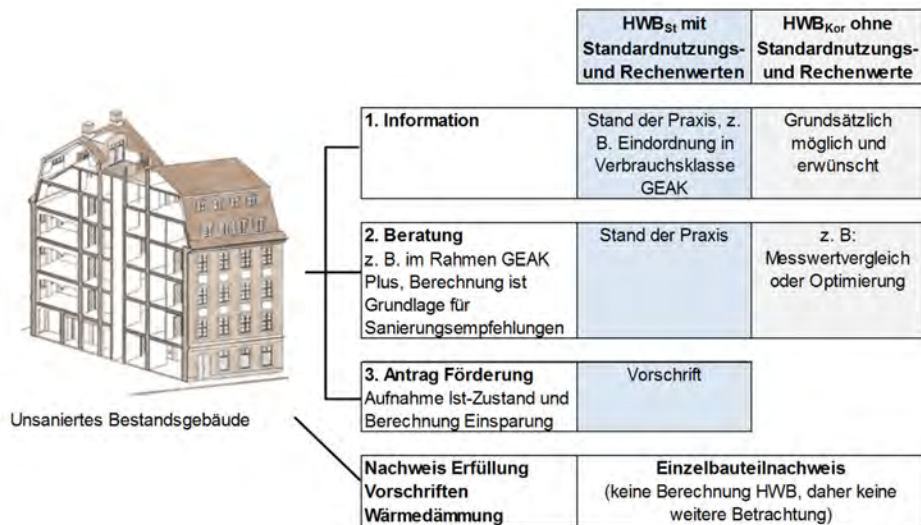 HWBSt mit
Standardnutzungs-
und Rechenwerten
HWBKor ohne
Standardnutzungs-
und Rechenwerte
1. Information
Stand der Praxis, z.
B. Eindordnung in
Verbrauchsklasse
GEAK
Grundsätzlich
möglich und
erwünscht
2. Beratung
z. B. im Rahmen GEAK
Plus, Berechnung ist
Grundlage für
Sanierungsempfehlungen
Stand der Praxis
z. B:
Messwertvergleich
oder Optimierung
3. Antrag Förderung
Aufnahme Ist-Zustand und
Berechnung Einsparung
Vorschrift
Unsaniertes Bestandsgebäude
Nachweis Erfüllung
Vorschriften
Wärmedämmung
Einzelbauteilnachweis
(keine Berechnung HWB, daher keine
weitere Betrachtung)